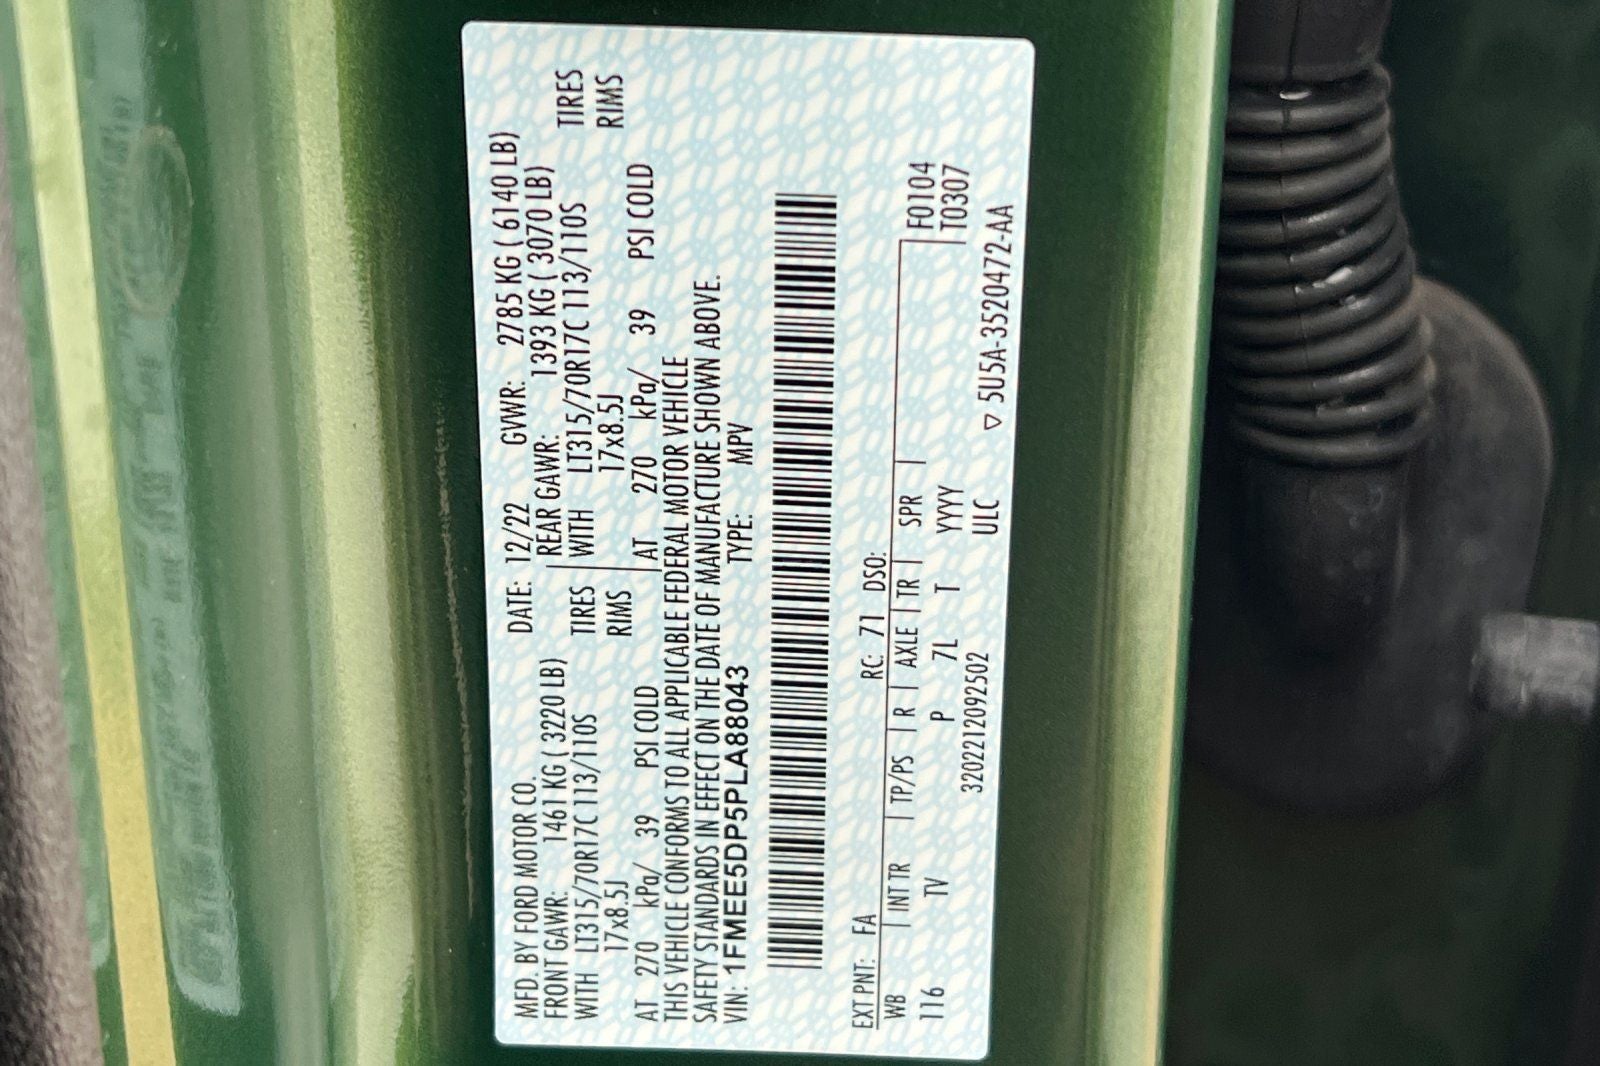 MFD. BY FORD MOTOR CO. DATE: 12/22 GVWR: 2785 KG ( 6140 LB)
FRONT GAWR: 1461 KG ( 3220 LB) REAR GAWR: 1393 KG ( 3070 LB)
WITH LT315/70R17C 113/110S TIRES WITH LT315/70R17C 113/110S TIRES
17x8.5J RIMS 17x8.5J RIMS
AT 270 kPa/ 39 PSI COLD AT 270 kPa/ 39 PSI COLD
THIS VEHICLE CONFORMS TO ALL APPLICABLE FEDERAL MOTOR VEHICLE
SAFETY STANDARDS IN EFFECT ON THE DATE OF MANUFACTURE SHOWN ABOVE.
VIN: 1FMEE5DP5PLA88043 TYPE: MPV
EXT PNT: FA RC: 71 DSO:
WB INT TR TP/PS R AXLE TR SPR F0104
116 TV P 7L T YYYY T0307
3202212092502 ULC ▽ 5U5A-3520472-AA